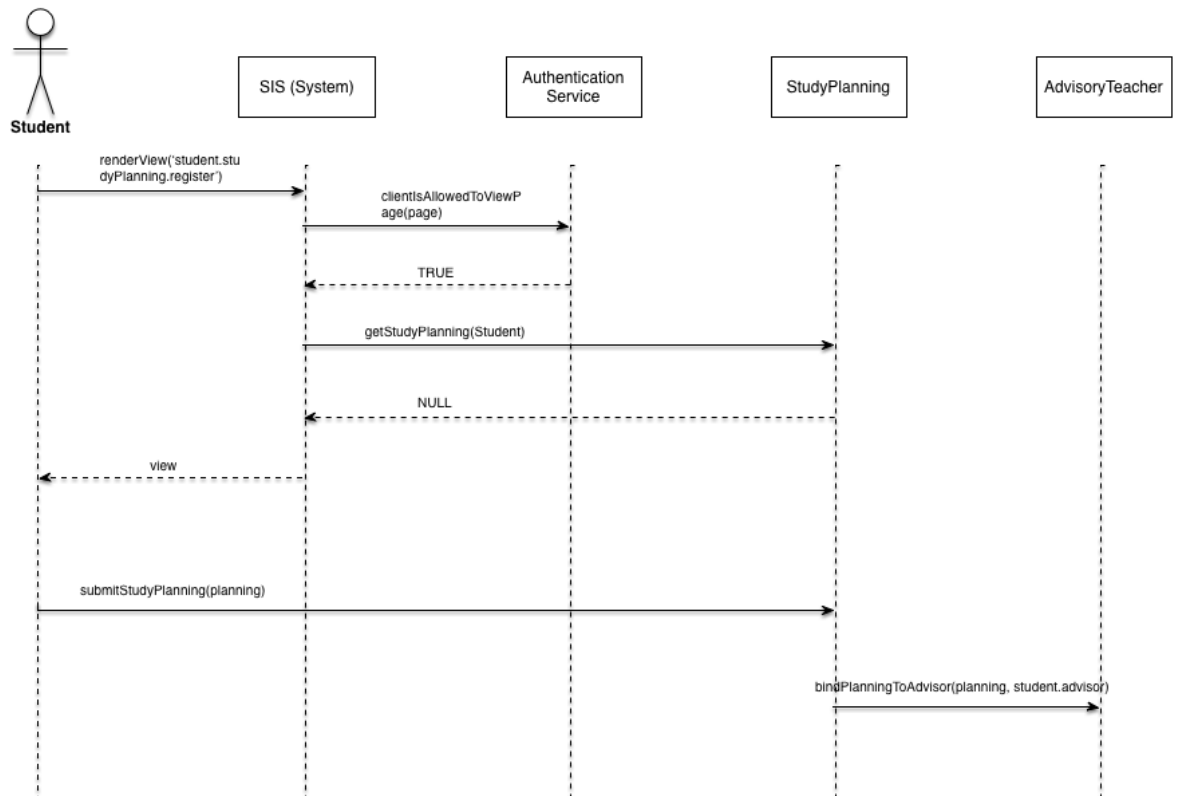 SIS (System)
Authentication
Service
StudyPlanning
AdvisoryTeacher
Student
renderView(‘student.stu
dyPlanning.register’)
clientIsAllowedToViewP
age(page)
TRUE
getStudyPlanning(Student)
NULL
view
submitStudyPlanning(planning)
bindPlanningToAdvisor(planning, student.advisor)